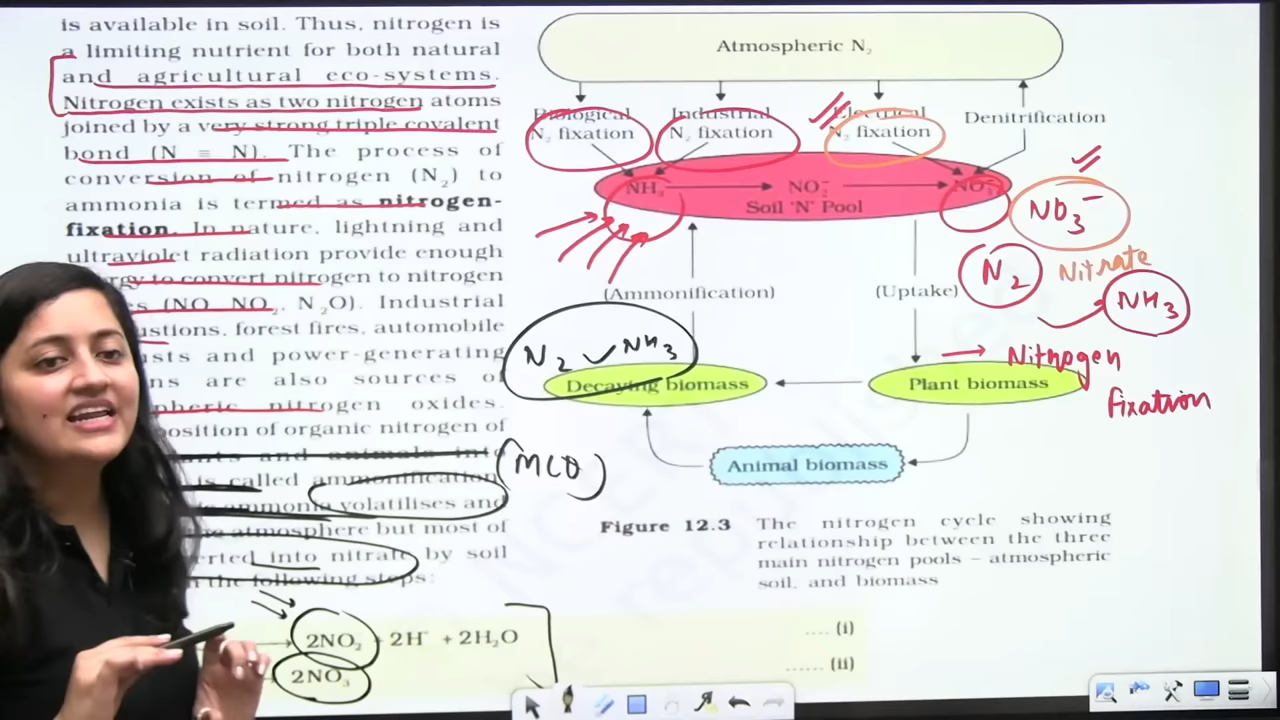 is available in soil. Thus, nitrogen is
a limiting nutrient for both natural
and agricultural eco-systems.
Nitrogen exists as two nitrogen atoms
joined by a very strong triple covalent
bond (N ≡ N). The process of
conversion of nitrogen (N₂) to
ammonia is termed as nitrogen-
fixation. In nature, lightning and
ultraviolet radiation provide enough
to convert nitrogen to nitrogen
(NO, NO₂, N₂O). Industrial
forest fires, automobile
and power-generating
are also sources of
nitrogen oxides.
of organic nitrogen of
and animals into
is called ammonification
ammonia volatilises and
atmosphere but most of
into nitrate by soil
the following steps:
2NO₂⁻ + 2H⁺ + 2H₂O .... (i)
2NO₃⁻ ...... (ii)
Atmospheric N₂
Biological
N₂ fixation
Industrial
N₂ fixation
Electrical
N₂ fixation
Denitrification
NH₃
NO₂⁻
NO₃⁻
Soil 'N' Pool
(Ammonification)
(Uptake)
Decaying biomass
Plant biomass
Animal biomass
NO₃⁻
Nitrate
N₂
NH₃
Nitrogen
fixation
N₂ NH₃
(MCQ)
Figure 12.3 The nitrogen cycle showing
relationship between the three
main nitrogen pools – atmospheric
soil, and biomass